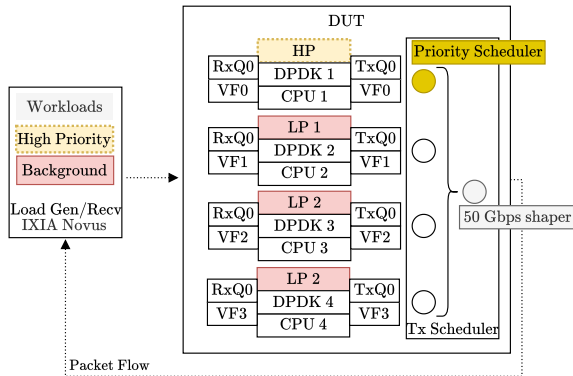 DUT
Priority Scheduler
HP
RxQ0
DPDK 1
TxQ0
VF0
CPU 1
VF0
Workloads
High Priority
Background
Load Gen/Recv
IXIA Novus
LP 1
RxQ0
DPDK 2
TxQ0
VF1
CPU 2
VF1
LP 2
RxQ0
DPDK 3
TxQ0
VF2
CPU 3
VF2
50 Gbps shaper
LP 2
RxQ0
DPDK 4
TxQ0
VF3
CPU 4
VF3
Tx Scheduler
Packet Flow